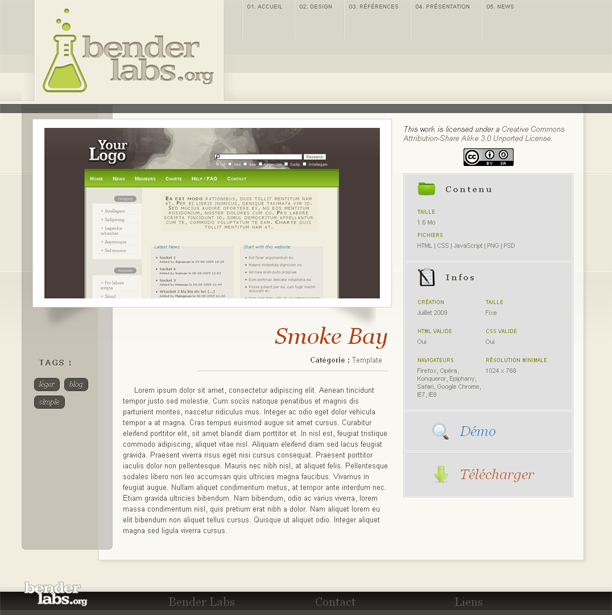 bender
labs.org
01. ACCUEIL
02. DESIGN
03. RÉFÉRENCES
04. PRÉSENTATION
05. NEWS
Your
Logo
Home News Members Charte Help / FAQ Contact
Latest News
Start with this website
Smoke Bay
Catégorie : Template
TAGS :
léger
blog
simple
Lorem ipsum dolor sit amet, consectetur adipiscing elit. Aenean tincidunt
tempor justo sed molestie. Cum sociis natoque penatibus et magnis dis
parturient montes, nascetur ridiculus mus. Integer ac odio eget dolor vehicula
tempor a at magna. Cras tempus euismod augue sit amet cursus. Curabitur
eleifend porttitor elit, sit amet blandit diam porttitor et. In nisl est, feugiat tristique
commodo adipiscing, aliquet vitae nisl. Aliquam eleifend diam sed lacus feugiat
gravida. Praesent viverra risus eget nisi cursus consequat. Praesent porttitor
iaculis dolor non pellentesque. Mauris nec nibh nisl, at aliquet felis. Pellentesque
sodales libero non leo accumsan quis ultricies magna faucibus. Vivamus in
feugiat augue. Nullam aliquet condimentum metus, at tempor ante interdum nec.
Etiam gravida ultricies bibendum. Nam bibendum, odio ac varius viverra, lorem
massa condimentum nisl, quis pretium erat nibh a dolor. Nam aliquet lorem eu
elit bibendum non aliquet tellus cursus. Quisque ut aliquet odio. Integer aliquet
magna sed ligula viverra cursus.
This work is licensed under a Creative Commons
Attribution-Share Alike 3.0 Unported License.
BY SA
Contenu
TAILLE
1.6 Mo
FICHIERS
HTML | CSS | JavaScript | PNG | PSD
Infos
CRÉATION TAILLE
Juillet 2009 Fixe
HTML VALIDE CSS VALIDE
Oui Oui
NAVIGATEURS RÉSOLUTION MINIMALE
Firefox, Opéra, 1024 x 768
Konqueror, Epiphany,
Safari, Google Chrome,
IE7, IE8
Démo
Télécharger
bender
labs.org
Bender Labs
Contact
Liens